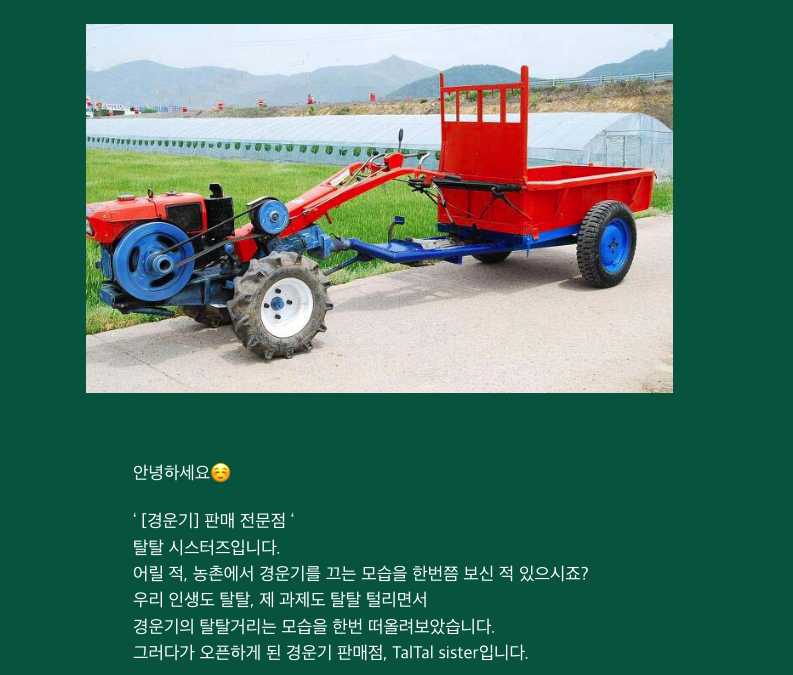 안녕하세요☺️
‘ [경운기] 판매 전문점 ‘
탈탈 시스터즈입니다.
어릴 적, 농촌에서 경운기를 끄는 모습을 한번쯤 보신 적 있으시죠?
우리 인생도 탈탈, 제 과제도 탈탈 털리면서
경운기의 탈탈거리는 모습을 한번 떠올려보았습니다.
그러다가 오픈하게 된 경운기 판매점, TalTal sister입니다.